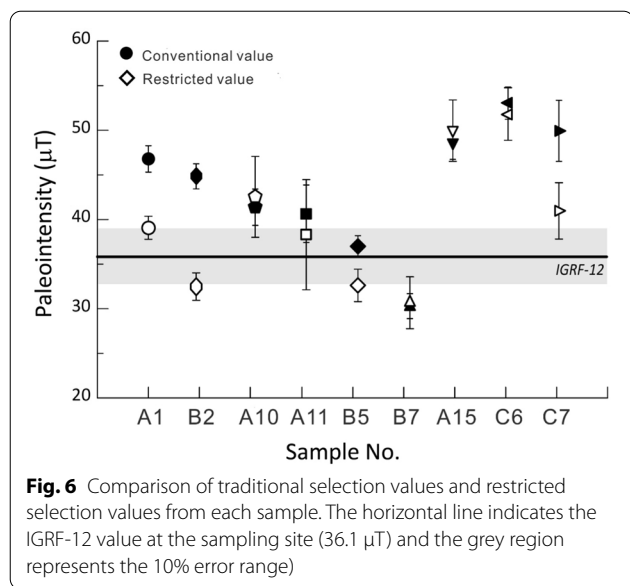 60
50
40
30
20
Paleointensity (μT)
Conventional value
Restricted value
IGRF-12
A1 B2 A10 A11 B5 B7 A15 C6 C7
Sample No.
Fig. 6 Comparison of traditional selection values and restricted
selection values from each sample. The horizontal line indicates the
IGRF-12 value at the sampling site (36.1 μT) and the grey region
represents the 10% error range)